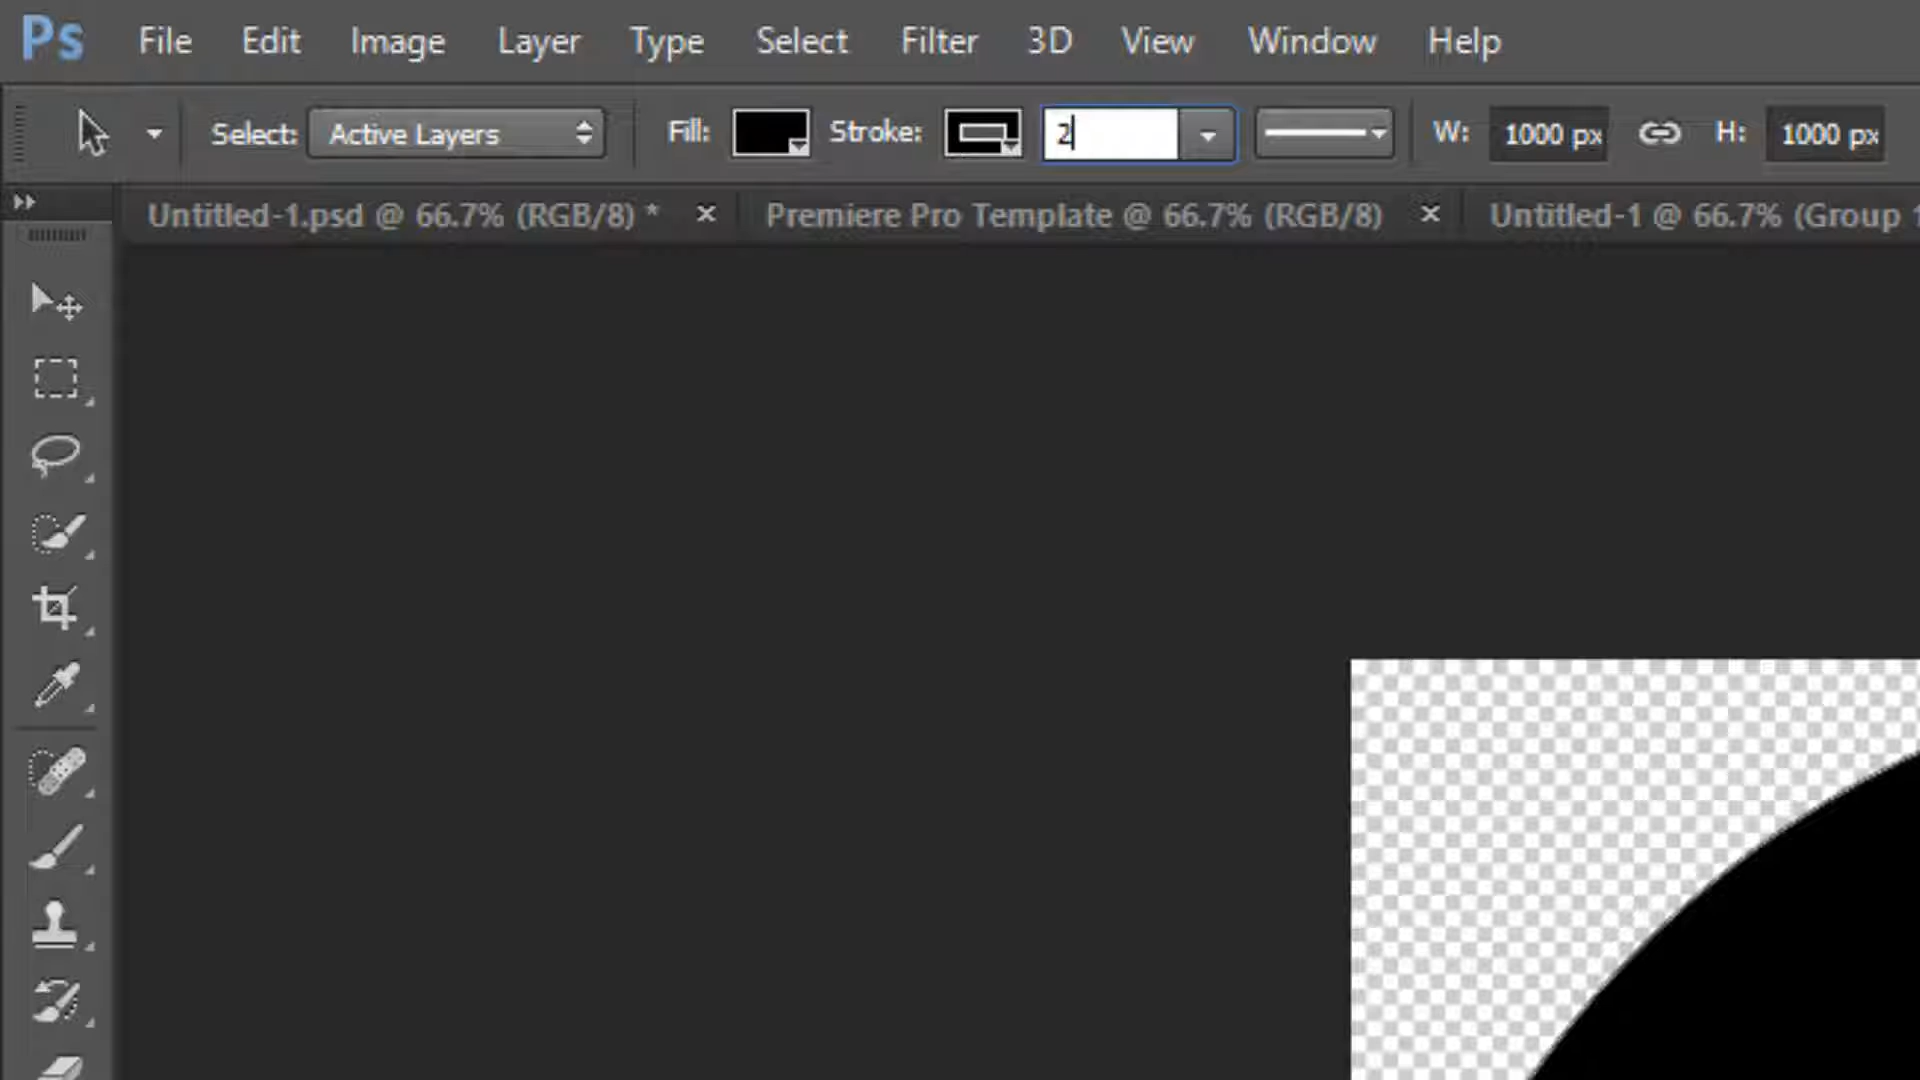 Ps File Edit Image Layer Type Select Filter 3D View Window Help
Select: Active Layers Fill: Stroke: 2 W: 1000 px H: 1000 px
Untitled-1.psd @ 66.7% (RGB/8) * × Premiere Pro Template @ 66.7% (RGB/8) × Untitled-1 @ 66.7% (Group 1